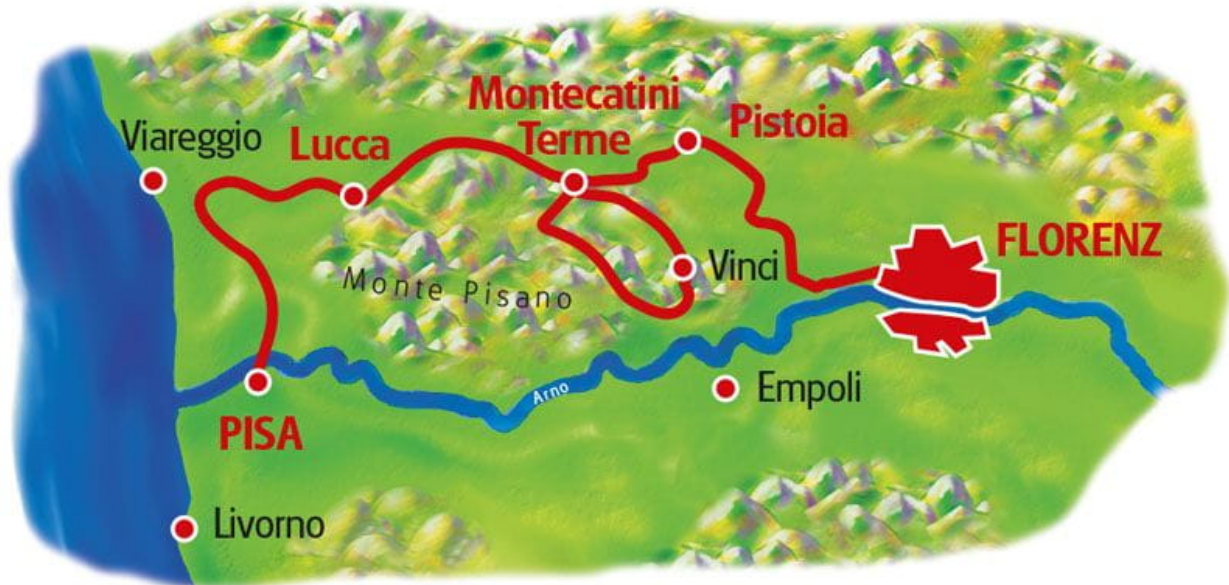 Montecatini
Terme
Pistoia
Viareggio
Lucca
FLORENZ
Vinci
Monte Pisano
Empoli
Arno
PISA
Livorno